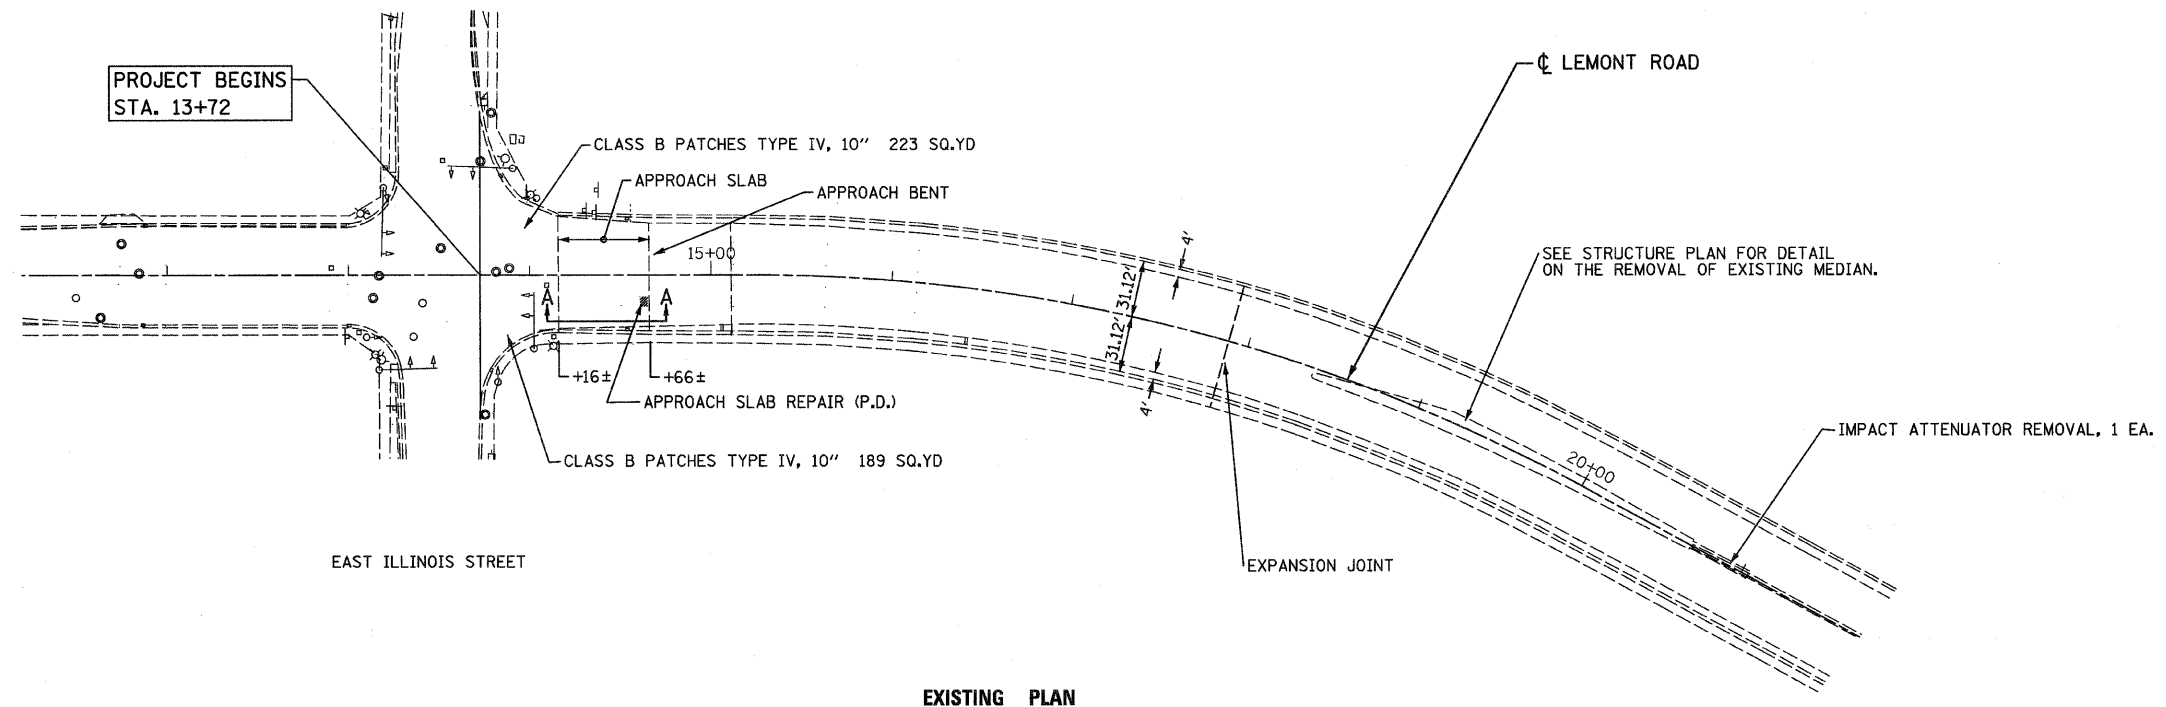 PROJECT BEGINS
STA. 13+72
℄ LEMONT ROAD
CLASS B PATCHES TYPE IV, 10" 223 SQ.YD
APPROACH SLAB
APPROACH BENT
15+00
4'
31.12'
31.12'
4'
SEE STRUCTURE PLAN FOR DETAIL
ON THE REMOVAL OF EXISTING MEDIAN.
A A
+16±
+66±
APPROACH SLAB REPAIR (P.D.)
CLASS B PATCHES TYPE IV, 10" 189 SQ.YD
IMPACT ATTENUATOR REMOVAL, 1 EA.
20+00
EAST ILLINOIS STREET
EXPANSION JOINT
EXISTING PLAN